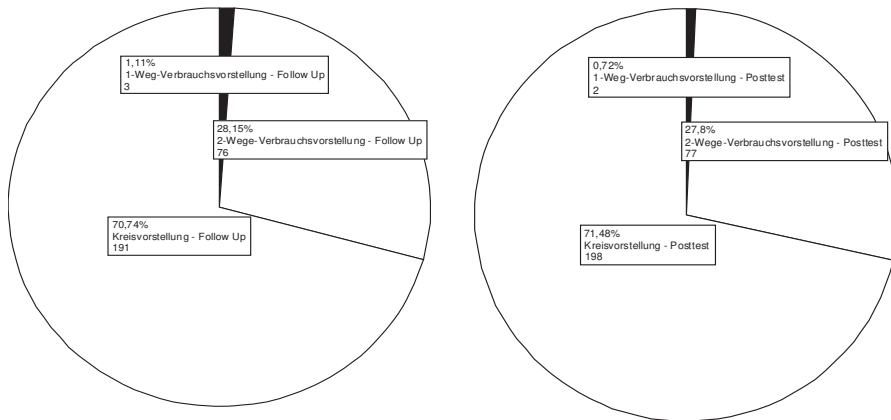 1,11%
1-Weg-Verbrauchsvorstellung - Follow Up
3
28,15%
2-Wege-Verbrauchsvorstellung - Follow Up
76
70,74%
Kreisvorstellung - Follow Up
191
0,72%
1-Weg-Verbrauchsvorstellung - Posttest
2
27,8%
2-Wege-Verbrauchsvorstellung - Posttest
77
71,48%
Kreisvorstellung - Posttest
198